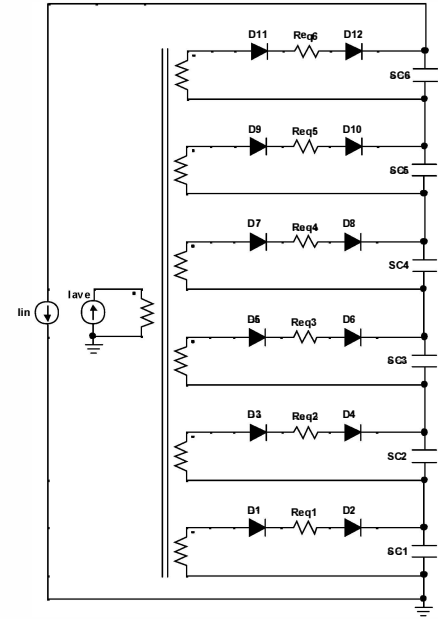 D11 Req6 D12
SC6
D9 Req5 D10
SC5
D7 Req4 D8
SC4
Iave
Iin
D5 Req3 D6
SC3
D3 Req2 D4
SC2
D1 Req1 D2
SC1